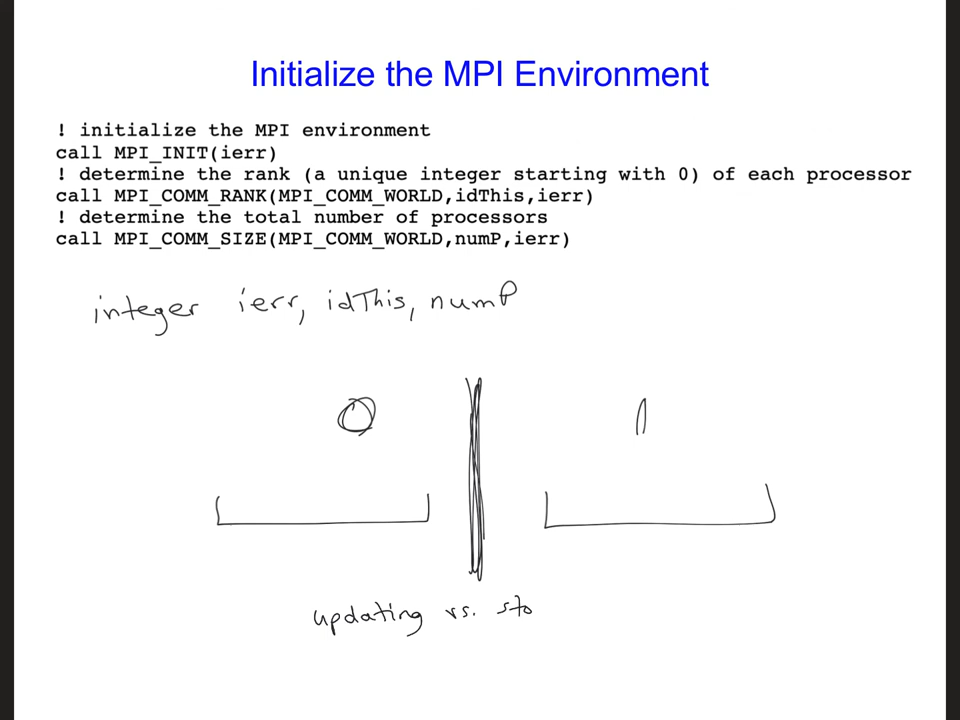 Initialize the MPI Environment
! initialize the MPI environment
call MPI_INIT(ierr)
! determine the rank (a unique integer starting with 0) of each processor
call MPI_COMM_RANK(MPI_COMM_WORLD,idThis,ierr)
! determine the total number of processors
call MPI_COMM_SIZE(MPI_COMM_WORLD,numP,ierr)
integer ierr, idThis, numP
0 1
updating vs. sto